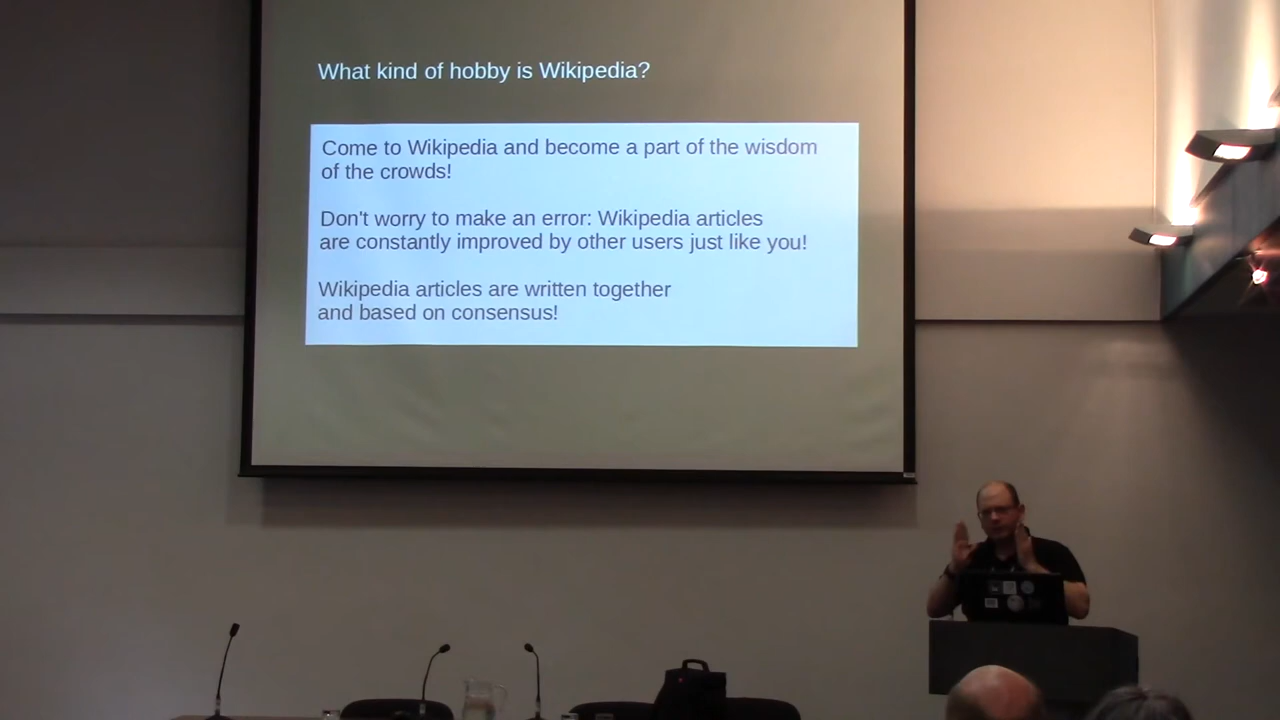 What kind of hobby is Wikipedia?
Come to Wikipedia and become a part of the wisdom
of the crowds!
Don't worry to make an error: Wikipedia articles
are constantly improved by other users just like you!
Wikipedia articles are written together
and based on consensus!